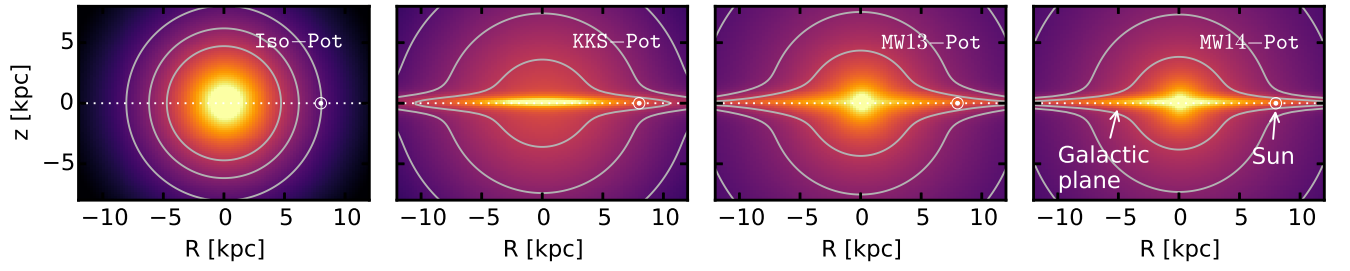 Iso-Pot
KKS-Pot
MW13-Pot
MW14-Pot
5
0
−5
z [kpc]
Galactic
plane
Sun
−10 −5 0 5 10
−10 −5 0 5 10
−10 −5 0 5 10
−10 −5 0 5 10
R [kpc]
R [kpc]
R [kpc]
R [kpc]